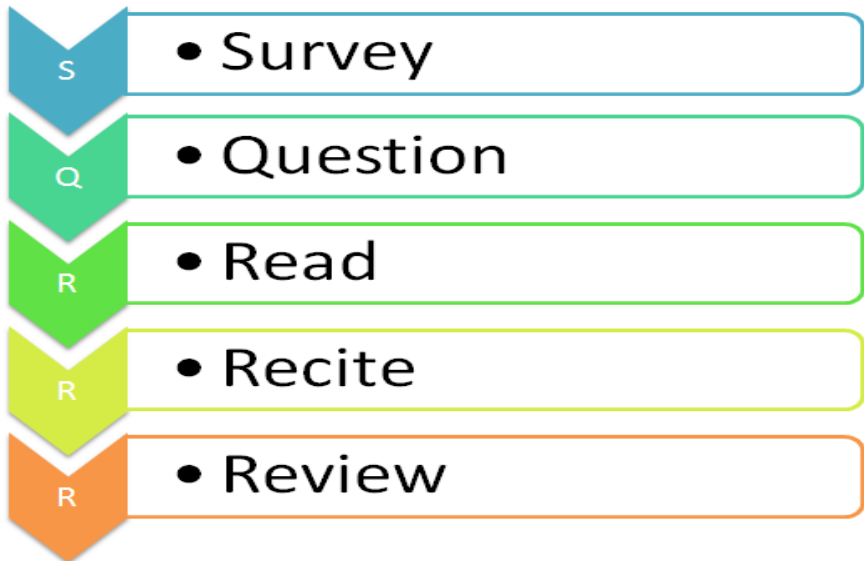 S • Survey
Q • Question
R • Read
R • Recite
R • Review